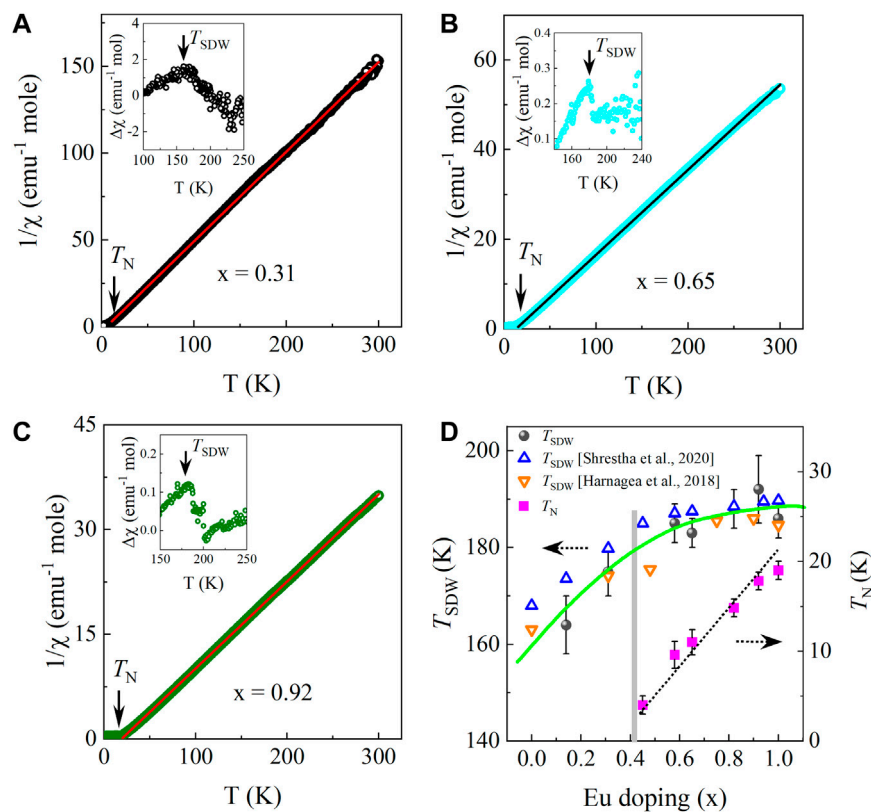 A
T_SDW
Δχ (emu⁻¹ mol)
4
2
0
-2
100 150 200 250
T (K)
1/χ (emu⁻¹ mole)
150
100
50
0
T_N
x = 0.31
0 100 200 300
T (K)
B
T_SDW
Δχ (emu⁻¹ mol)
0.4
0.3
0.2
0.1
160 200 240
T (K)
1/χ (emu⁻¹ mole)
60
40
20
0
T_N
x = 0.65
0 100 200 300
T (K)
C
T_SDW
Δχ (emu⁻¹ mol)
0.2
0.1
0.0
150 200 250
T (K)
1/χ (emu⁻¹ mole)
45
30
15
0
T_N
x = 0.92
0 100 200 300
T (K)
D
T_SDW
T_SDW [Shrestha et al., 2020]
T_SDW [Harnagea et al., 2018]
T_N
T_SDW (K)
200
180
160
140
T_N (K)
30
20
10
0
0.0 0.2 0.4 0.6 0.8 1.0
Eu doping (x)